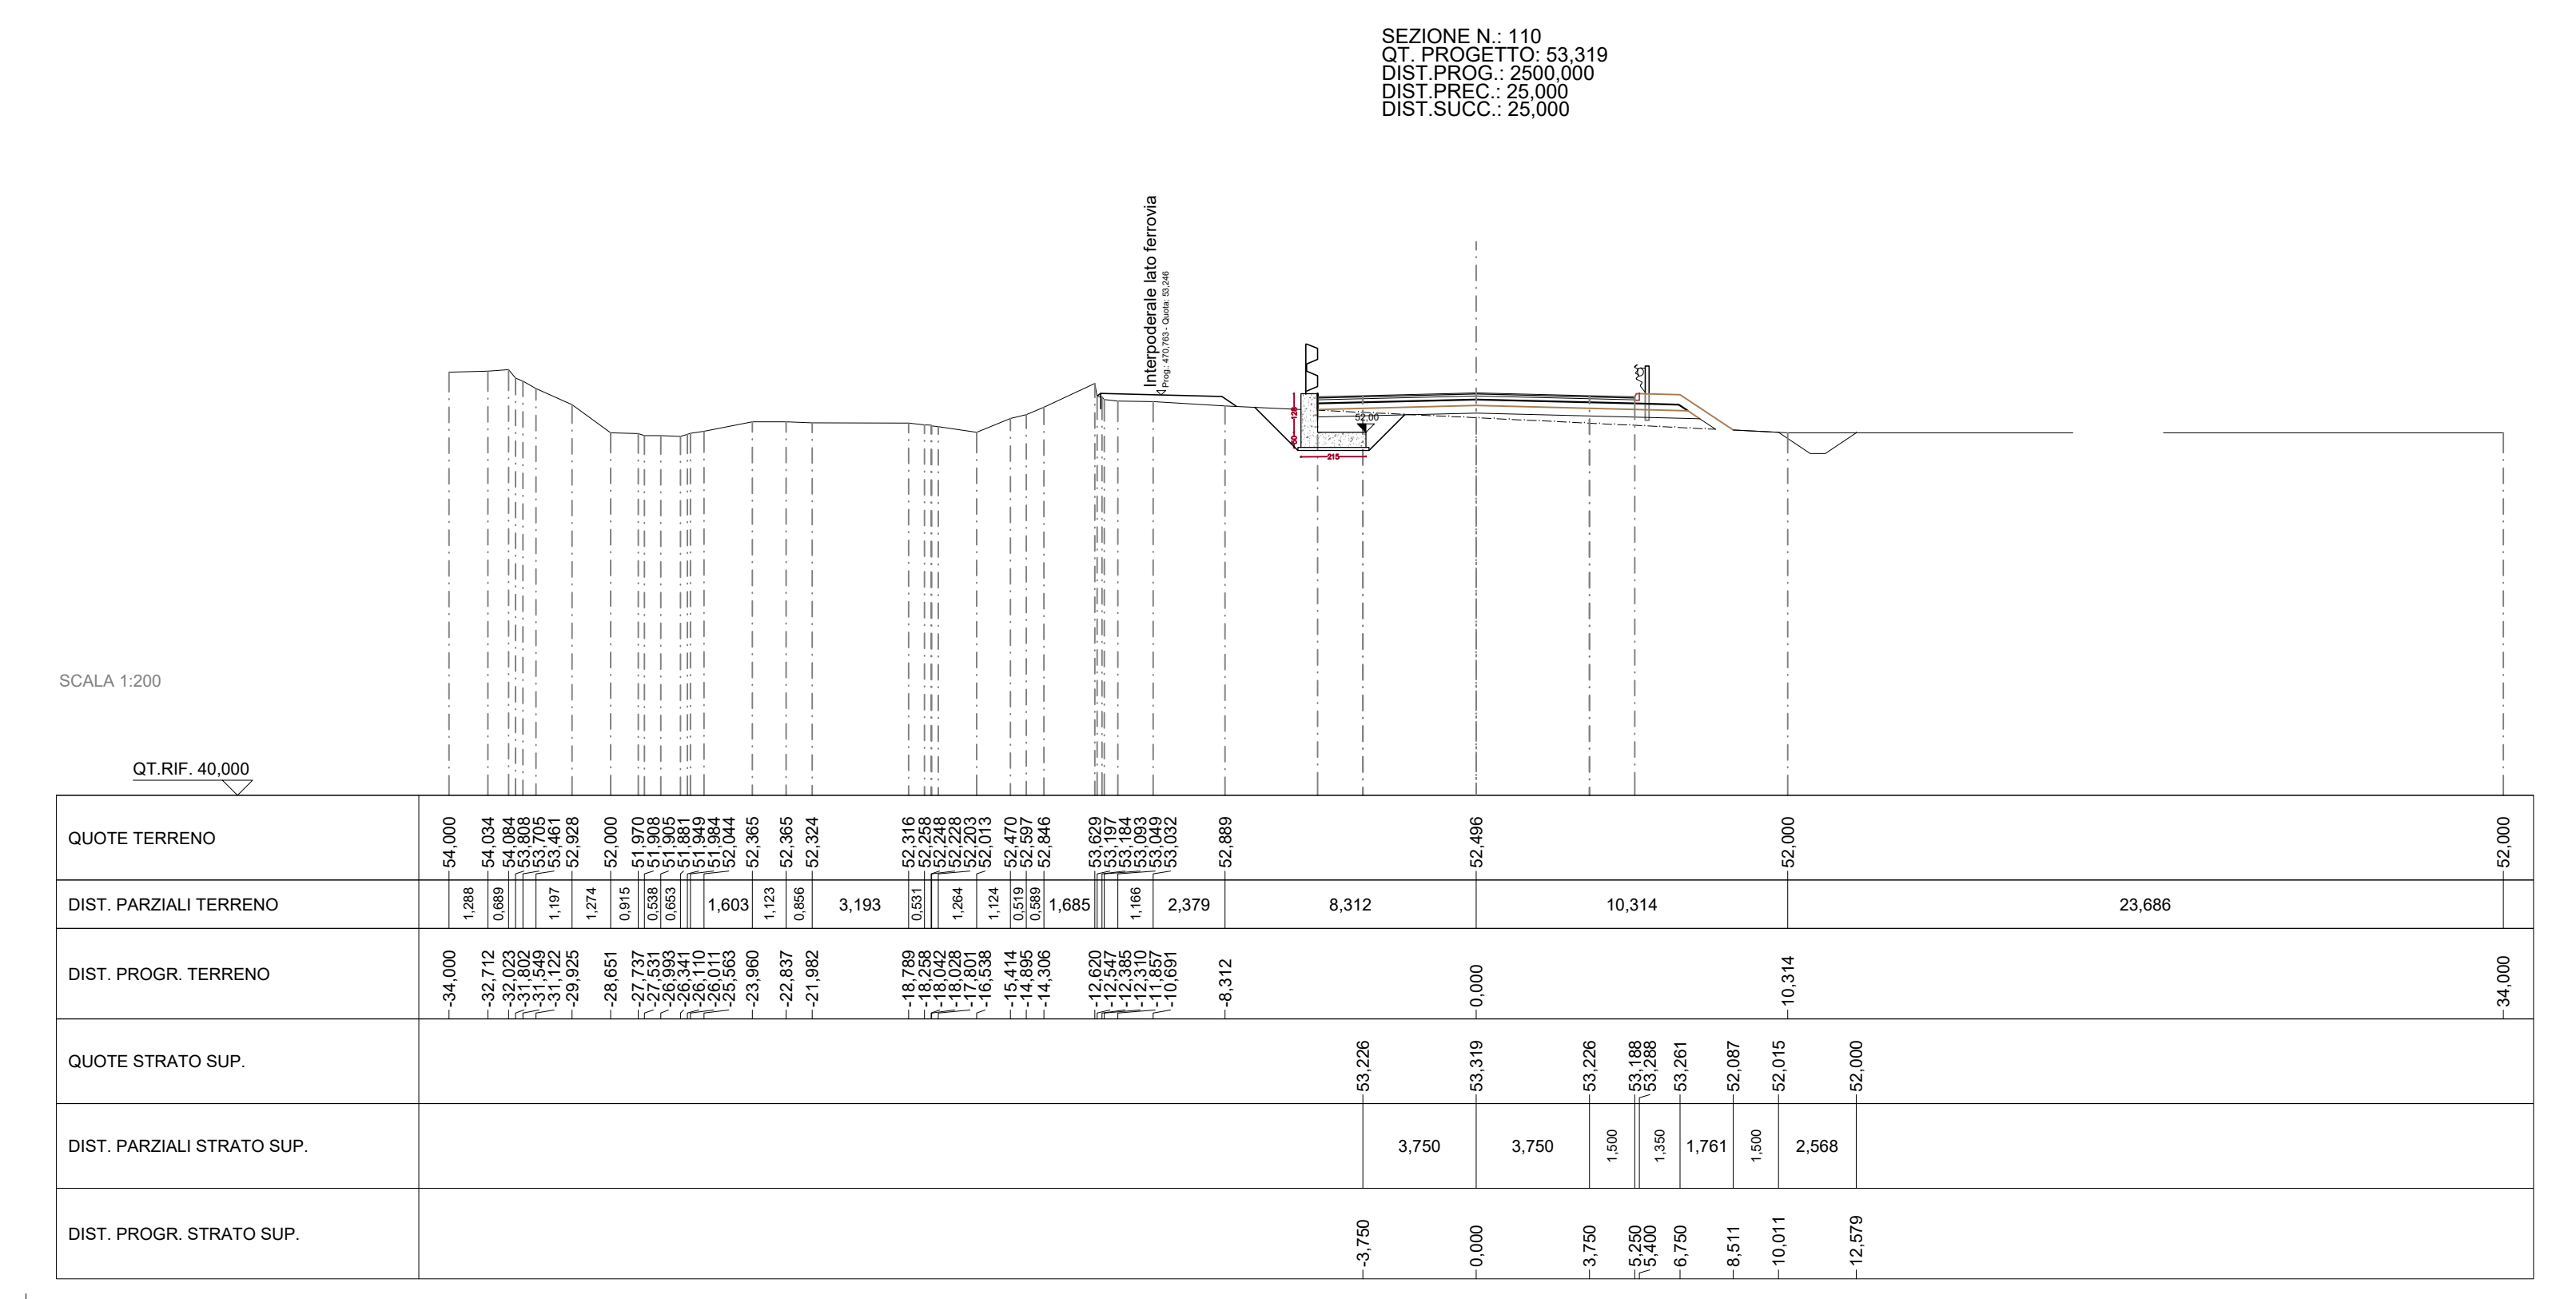 SEZIONE N.: 110
QT. PROGETTO: 53,319
DIST.PROG.: 2500,000
DIST.PREC.: 25,000
DIST.SUCC.: 25,000
Interpoderale lato ferrovia
Prog.: 470,763 - Quota: 53,246
128
50
215
52.00
SCALA 1:200
QT.RIF. 40,000
QUOTE TERRENO
54,000 54,034 54,084 53,808 53,705 53,461 52,928 52,000 51,970 51,908 51,905 51,881 51,949 51,984 52,044 52,365 52,365 52,324 52,316 52,258 52,248 52,228 52,203 52,013 52,470 52,597 52,846 53,629 53,197 53,184 53,093 53,049 53,032 52,889 52,496 52,000 52,000
DIST. PARZIALI TERRENO
1,288 0,689 1,197 1,274 0,915 0,538 0,653 1,603 1,123 0,856 3,193 0,531 1,264 1,124 0,519 0,589 1,685 1,166 2,379 8,312 10,314 23,686
DIST. PROGR. TERRENO
-34,000 -32,712 -32,023 -31,802 -31,549 -31,122 -29,925 -28,651 -27,737 -27,531 -26,993 -26,341 -26,110 -26,011 -25,563 -23,960 -22,837 -21,982 -18,789 -18,258 -18,042 -18,028 -17,801 -16,538 -15,414 -14,895 -14,306 -12,620 -12,547 -12,385 -12,310 -11,857 -10,691 -8,312 0,000 10,314 34,000
QUOTE STRATO SUP.
53,226 53,319 53,226 53,188 53,288 53,261 52,087 52,015 52,000
DIST. PARZIALI STRATO SUP.
3,750 3,750 1,500 1,350 1,761 1,500 2,568
DIST. PROGR. STRATO SUP.
-3,750 0,000 3,750 5,250 5,400 6,750 8,511 10,011 12,579